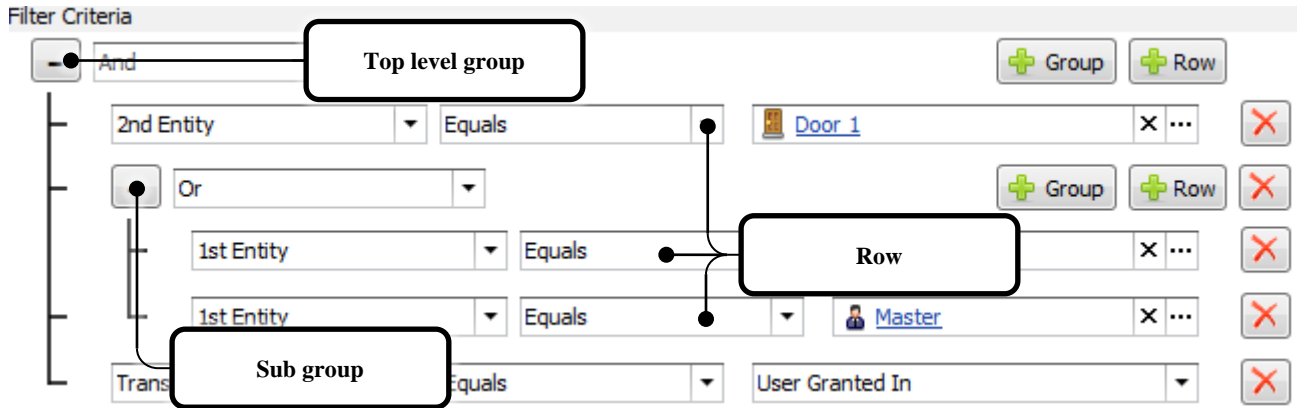 Filter Criteria
And Top level group Group Row
2nd Entity Equals Door 1
Or Group Row
1st Entity Equals Row
1st Entity Equals Master
Sub group
Equals User Granted In